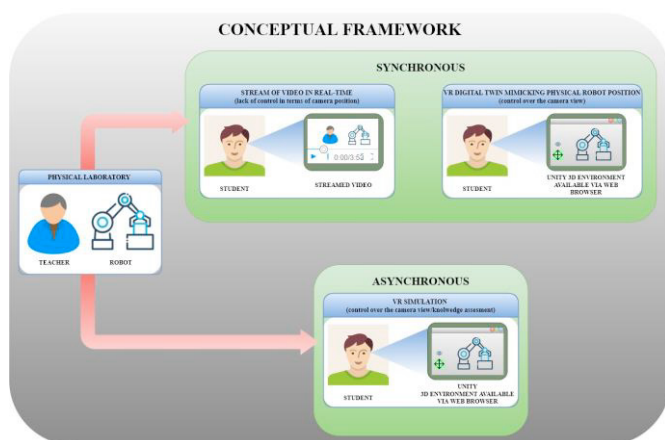 CONCEPTUAL FRAMEWORK
SYNCHRONOUS
STREAM OF VIDEO IN REAL-TIME
(lack of control in terms of camera position)
0:00/3:52
STUDENT
STREAMED VIDEO
VR DIGITAL TWIN MIMICKING PHYSICAL ROBOT POSITION
(control over the camera view)
STUDENT
UNITY 3D ENVIRONMENT
AVAILABLE VIA WEB
BROWSER
PHYSICAL LABORATORY
TEACHER
ROBOT
ASYNCHRONOUS
VR SIMULATION
(control over the camera view/knolwedge assesment)
STUDENT
UNITY
3D ENVIRONMENT AVAILABLE
VIA WEB BROWSER